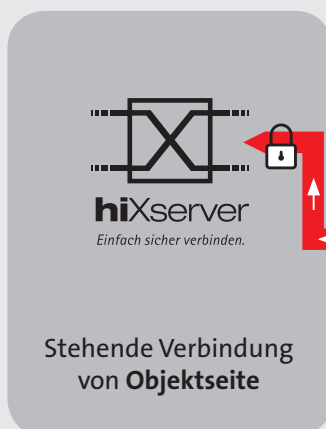 hiXserver
Einfach sicher verbinden.
Stehende Verbindung
von Objektseite